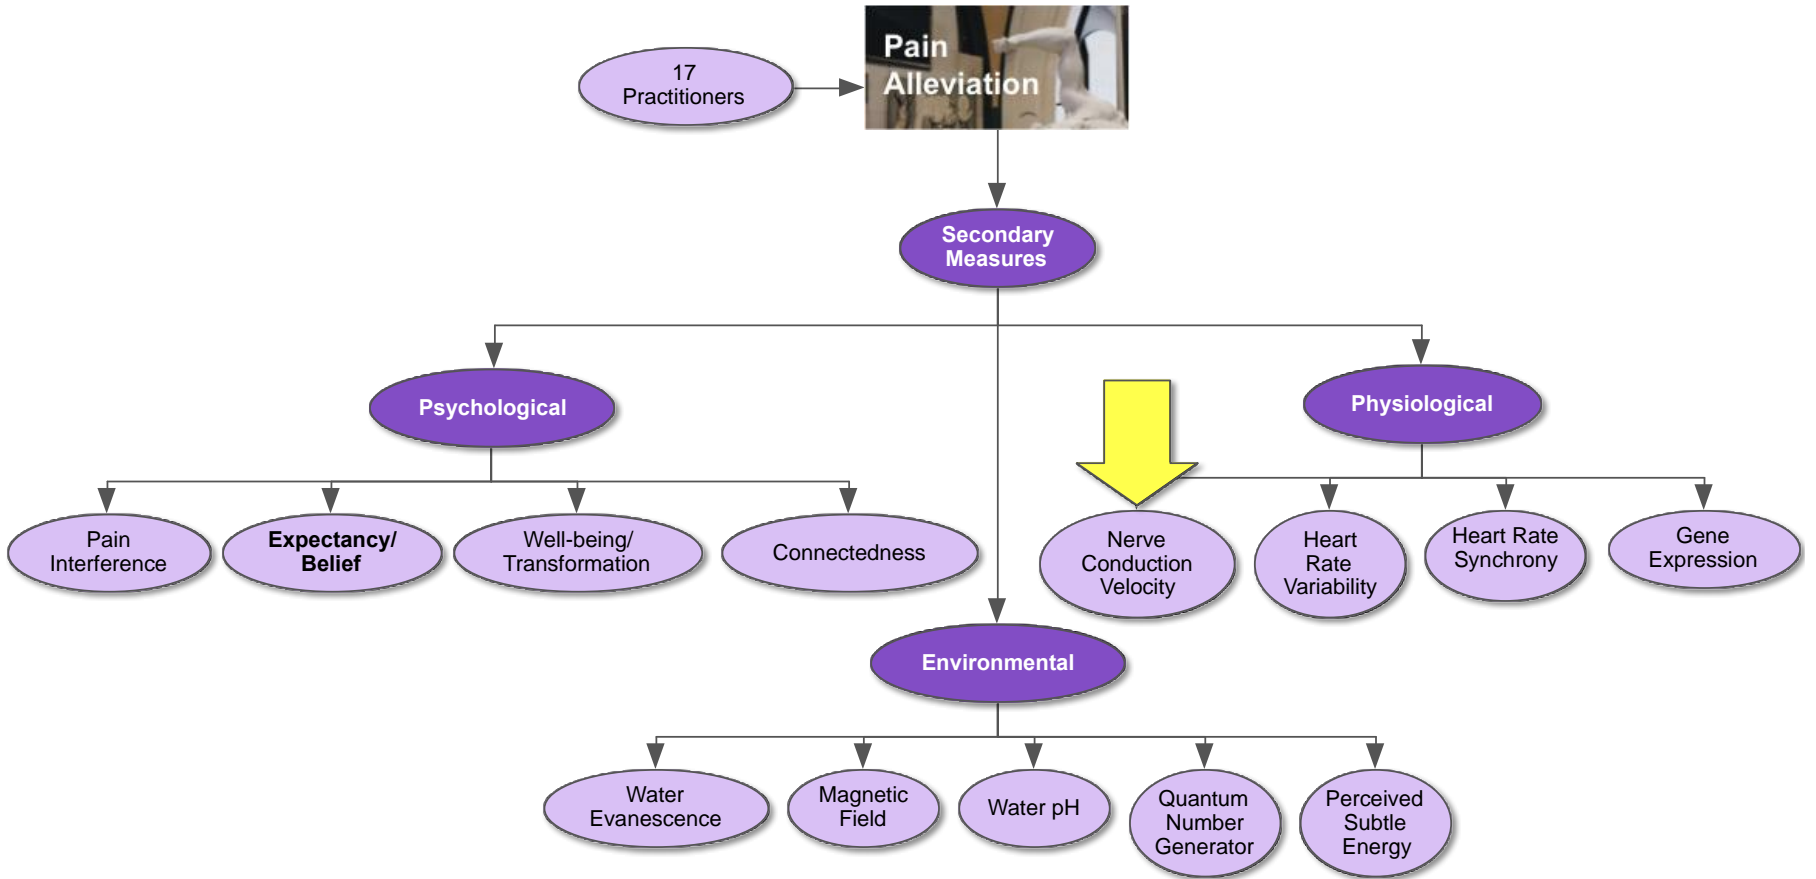 17
Practitioners
Pain
Alleviation
Secondary
Measures
Psychological
Physiological
Pain
Interference
Expectancy/
Belief
Well-being/
Transformation
Connectedness
Nerve
Conduction
Velocity
Heart
Rate
Variability
Heart Rate
Synchrony
Gene
Expression
Environmental
Water
Evanescence
Magnetic
Field
Water pH
Quantum
Number
Generator
Perceived
Subtle
Energy